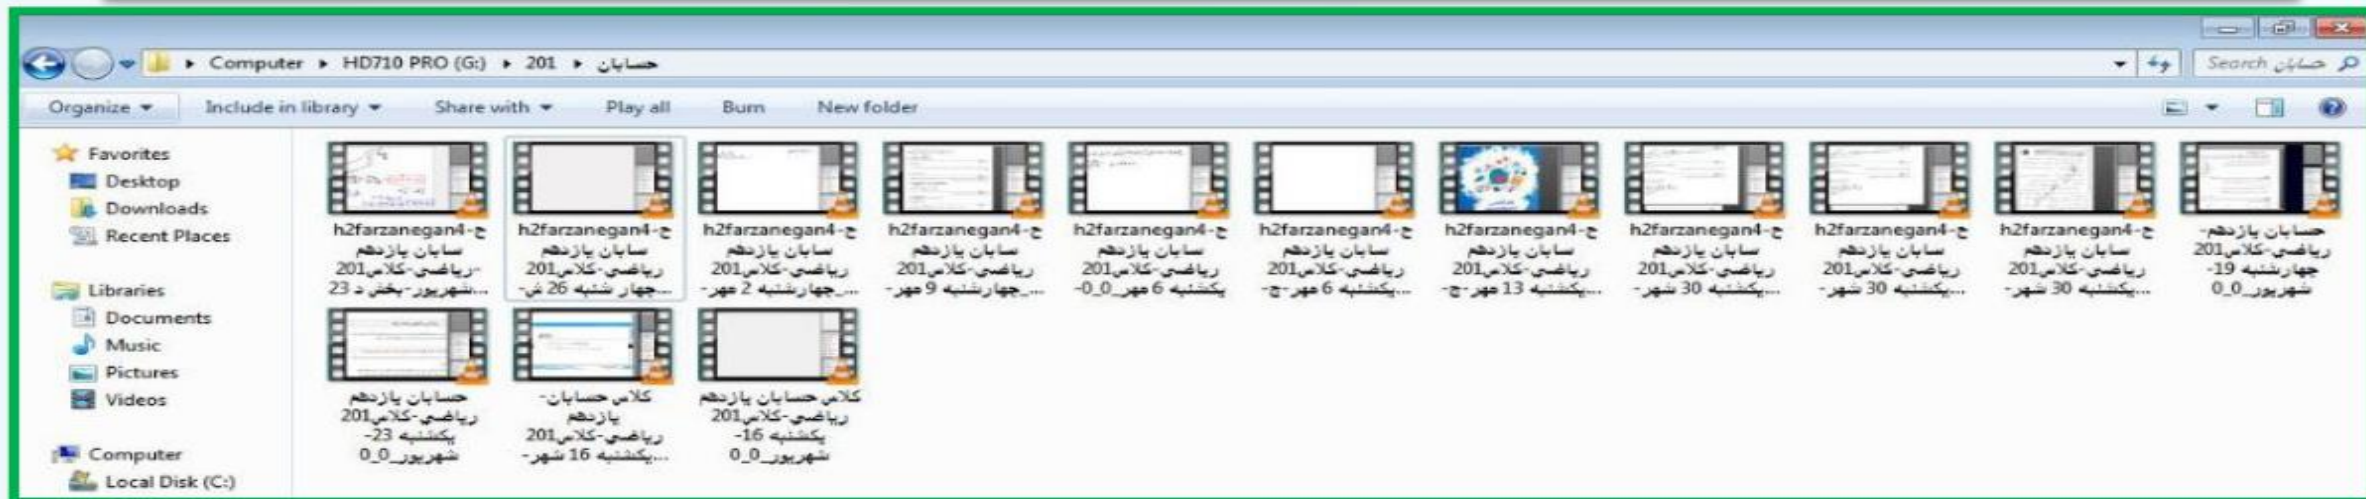 Computer ▸ HD710 PRO (G:) ▸ 201 ▸ حسابان
Search حسابان
Organize
Include in library
Share with
Play all
Burn
New folder
Favorites
Desktop
Downloads
Recent Places
Libraries
Documents
Music
Pictures
Videos
Computer
Local Disk (C:)
h2farzanegan4-ح
سابان یازدهم
-ریاضی-کلاس201
...شهریور-بخش د 23
h2farzanegan4-ح
سابان یازدهم
ریاضی-کلاس201
...چهار شنبه 26 ش-
h2farzanegan4-ح
سابان یازدهم
ریاضی-کلاس201
..._چهارشنبه 2 مهر-
h2farzanegan4-ح
سابان یازدهم
ریاضی-کلاس201
..._چهارشنبه 9 مهر-
h2farzanegan4-ح
سابان یازدهم
ریاضی-کلاس201
یکشنبه 6 مهر_0_0
h2farzanegan4-ح
سابان یازدهم
ریاضی-کلاس201
...یکشنبه 6 مهر-ج-
h2farzanegan4-ح
سابان یازدهم
ریاضی-کلاس201
...یکشنبه 13 مهر-ج-
h2farzanegan4-ح
سابان یازدهم
ریاضی-کلاس201
...یکشنبه 30 شهر-
h2farzanegan4-ح
سابان یازدهم
ریاضی-کلاس201
...یکشنبه 30 شهر-
h2farzanegan4-ح
سابان یازدهم
ریاضی-کلاس201
...یکشنبه 30 شهر-
حسابان یازدهم-
ریاضی-کلاس201
چهارشنبه 19-
شهریور_0_0
حسابان یازدهم
ریاضی-کلاس201
یکشنبه 23-
شهریور_0_0
کلاس حسابان-
یازدهم
ریاضی-کلاس201
...یکشنبه 16 شهر-
کلاس حسابان یازدهم
ریاضی-کلاس201
یکشنبه 16-
شهریور_0_0